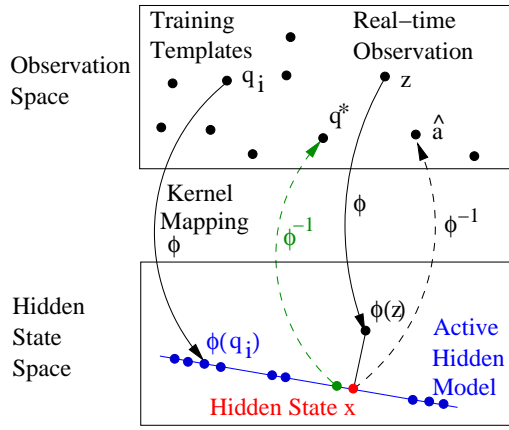 Training
Templates
Real-time
Observation
Observation
Space
q i
z
q*
â
Kernel
Mapping
ϕ
ϕ⁻¹
ϕ
ϕ⁻¹
Hidden
State
Space
ϕ(z)
ϕ(q i)
Active
Hidden
Model
Hidden State x